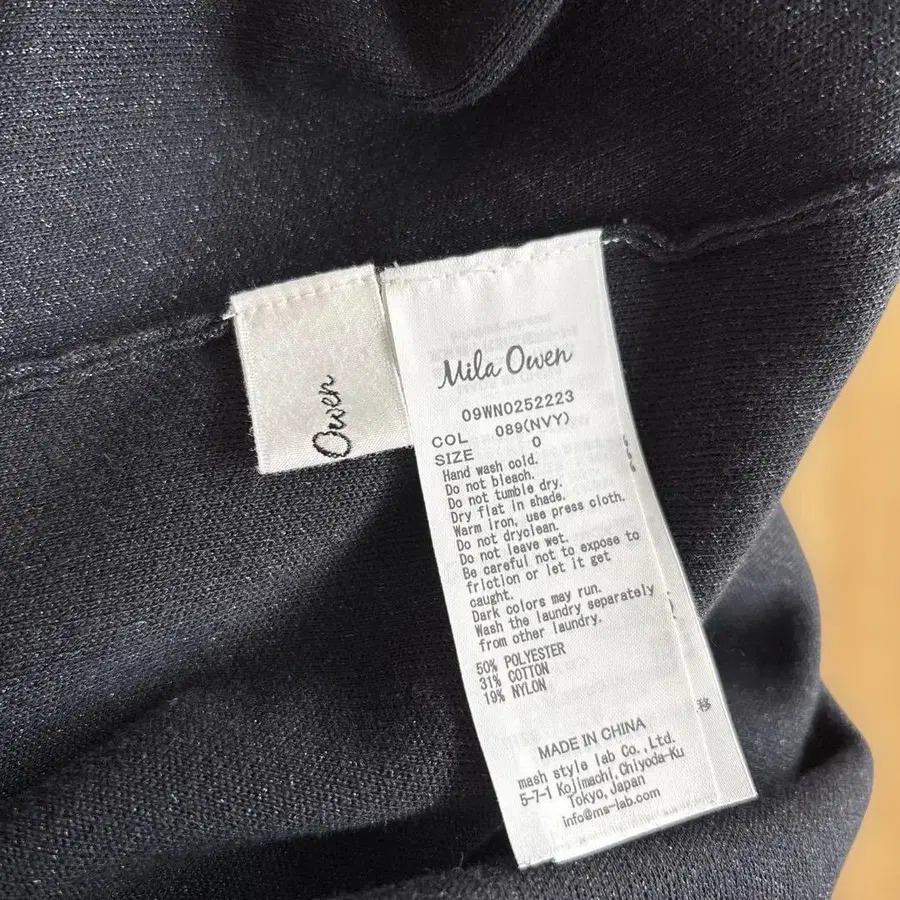 Owen
Mila Owen
09WNO252223
COL 089(NVY)
SIZE 0
Hand wash cold.
Do not bleach.
Do not tumble dry.
Dry flat in shade.
Warm iron, use press cloth.
Do not dryclean.
Do not leave wet.
Be careful not to expose to
friction or let it get
caught.
Dark colors may run.
Wash the laundry separately
from other laundry.
50% POLYESTER
31% COTTON
19% NYLON
移
MADE IN CHINA
mash style lab Co.,Ltd.
5-7-1 Kojimachi,Chiyoda-Ku
Tokyo,Japan
info@ms-lab.com